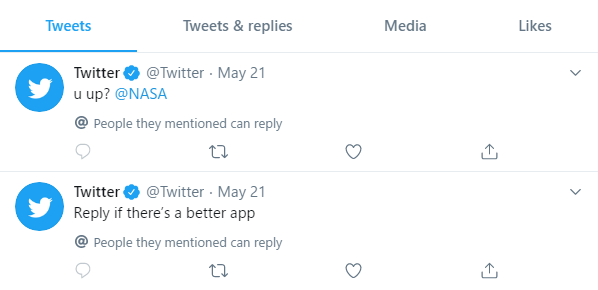 Tweets Tweets & replies Media Likes
Twitter @Twitter · May 21
u up? @NASA
@ People they mentioned can reply
Twitter @Twitter · May 21
Reply if there’s a better app
@ People they mentioned can reply